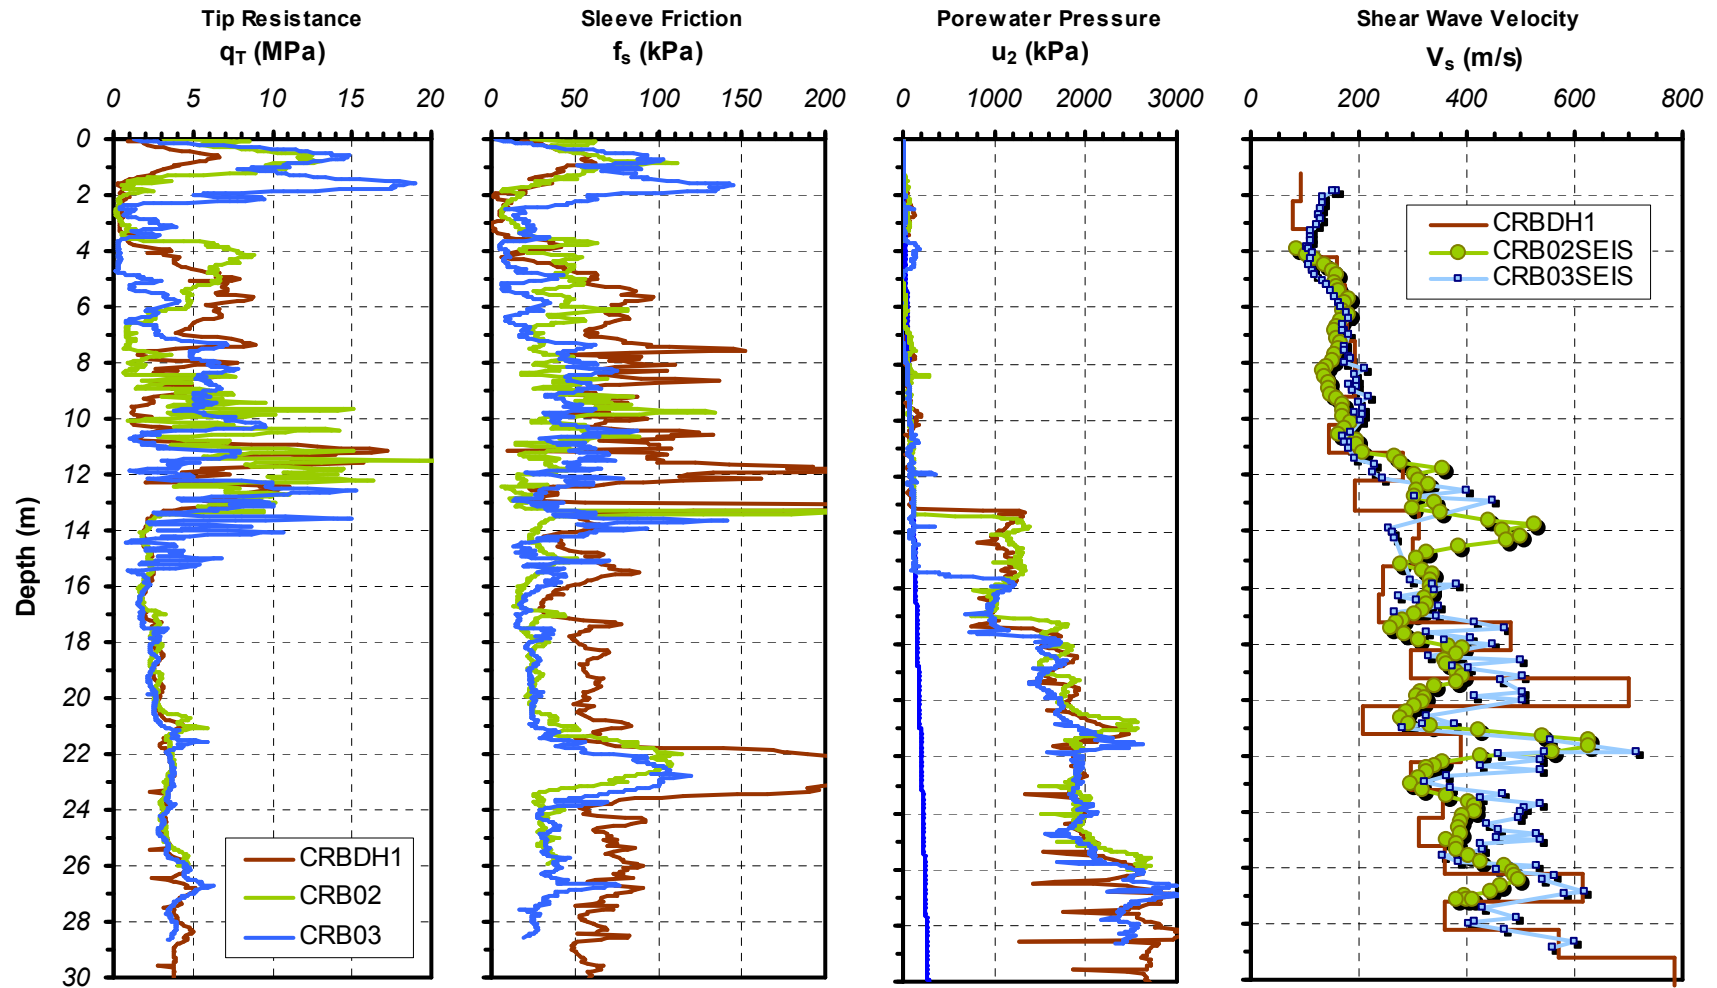 Tip Resistance
qT (MPa)
Sleeve Friction
fs (kPa)
Porewater Pressure
u2 (kPa)
Shear Wave Velocity
Vs (m/s)
0 5 10 15 20
0 50 100 150 200
0 1000 2000 3000
0 200 400 600 800
0
2
4
6
8
10
12
14
16
18
20
22
24
26
28
30
Depth (m)
CRBDH1
CRB02
CRB03
CRBDH1
CRB02SEIS
CRB03SEIS